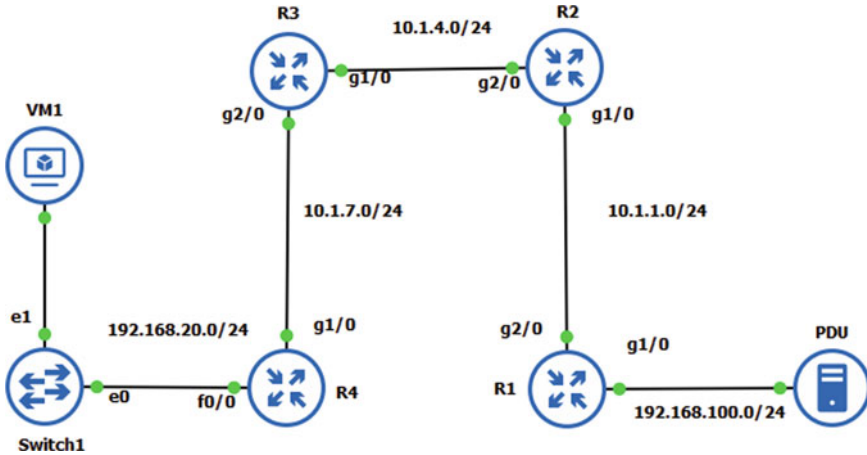 R3
10.1.4.0/24
R2
g1/0
g2/0
VM1
g2/0
g1/0
10.1.7.0/24
10.1.1.0/24
e1
192.168.20.0/24
g1/0
g2/0
g1/0
PDU
e0
f0/0
R4
R1
192.168.100.0/24
Switch1